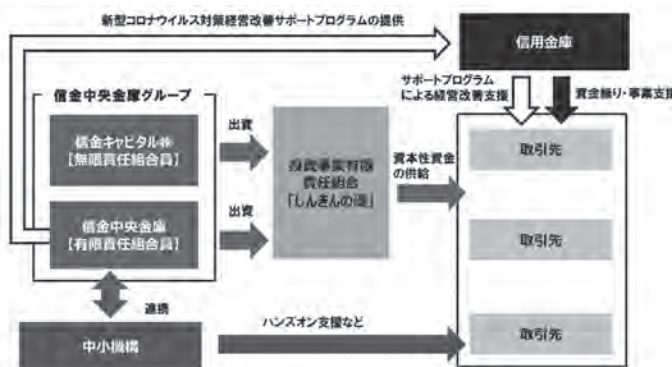 新型コロナウイルス対策経営改善サポートプログラムの提供
信用金庫
サポートプログラム
による経営改善支援
資金繰り・事業支援
信金中央金庫グループ
信金キャピタル㈱
【無限責任組合員】
出資
投資事業有限
責任組合
「しんきんの翼」
資本性資金
の供給
取引先
信金中央金庫
【有限責任組合員】
出資
取引先
連携
ハンズオン支援など
中小機構
取引先